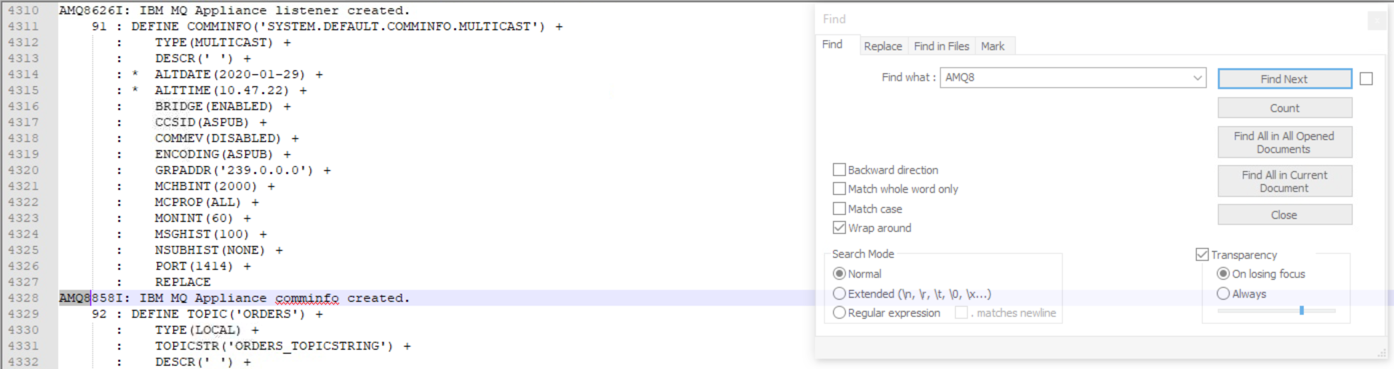 4310 AMQ8626I: IBM MQ Appliance listener created.
4311 91 : DEFINE COMMINFO('SYSTEM.DEFAULT.COMMINFO.MULTICAST') +
4312 : TYPE(MULTICAST) +
4313 : DESCR(' ') +
4314 : * ALTDATE(2020-01-29) +
4315 : * ALTTIME(10.47.22) +
4316 : BRIDGE(ENABLED) +
4317 : CCSID(ASPUB) +
4318 : COMMEV(DISABLED) +
4319 : ENCODING(ASPUB) +
4320 : GRPADDR('239.0.0.0') +
4321 : MCHBINT(2000) +
4322 : MCPROP(ALL) +
4323 : MONINT(60) +
4324 : MSGHIST(100) +
4325 : NSUBHIST(NONE) +
4326 : PORT(1414) +
4327 : REPLACE
4328 AMQ8858I: IBM MQ Appliance comminfo created.
4329 92 : DEFINE TOPIC('ORDERS') +
4330 : TYPE(LOCAL) +
4331 : TOPICSTR('ORDERS_TOPICSTRING') +
4332 : DESCR(' ') +
Find
Find Replace Find in Files Mark
Find what : AMQ8
Find Next
Count
Find All in All Opened
Documents
Find All in Current
Document
Close
Backward direction
Match whole word only
Match case
Wrap around
Search Mode
Normal
Extended (\n, \r, \t, \0, \x...)
Regular expression . matches newline
Transparency
On losing focus
Always